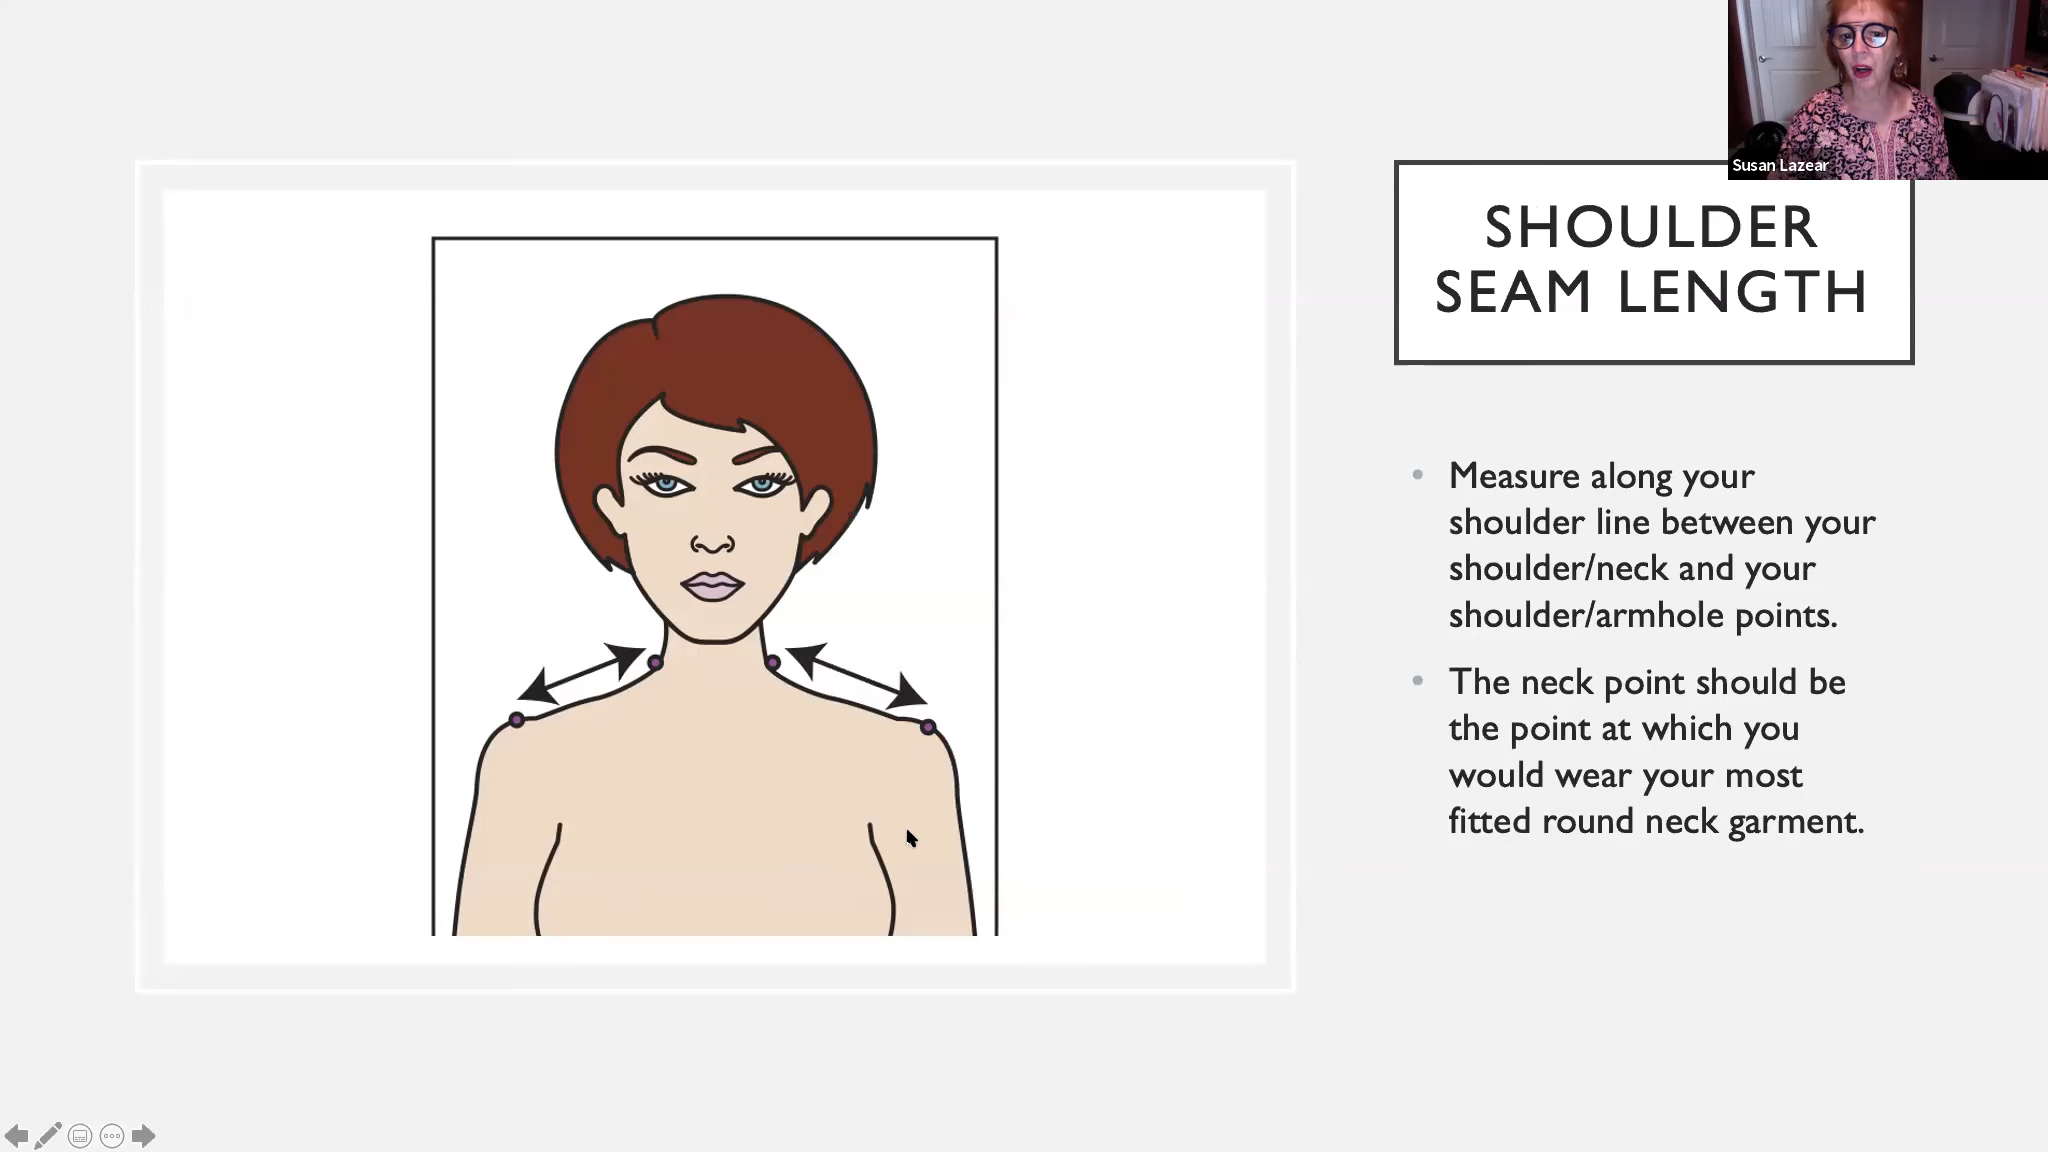 Susan Lazear
SHOULDER
SEAM LENGTH
Measure along your
shoulder line between your
shoulder/neck and your
shoulder/armhole points.
The neck point should be
the point at which you
would wear your most
fitted round neck garment.